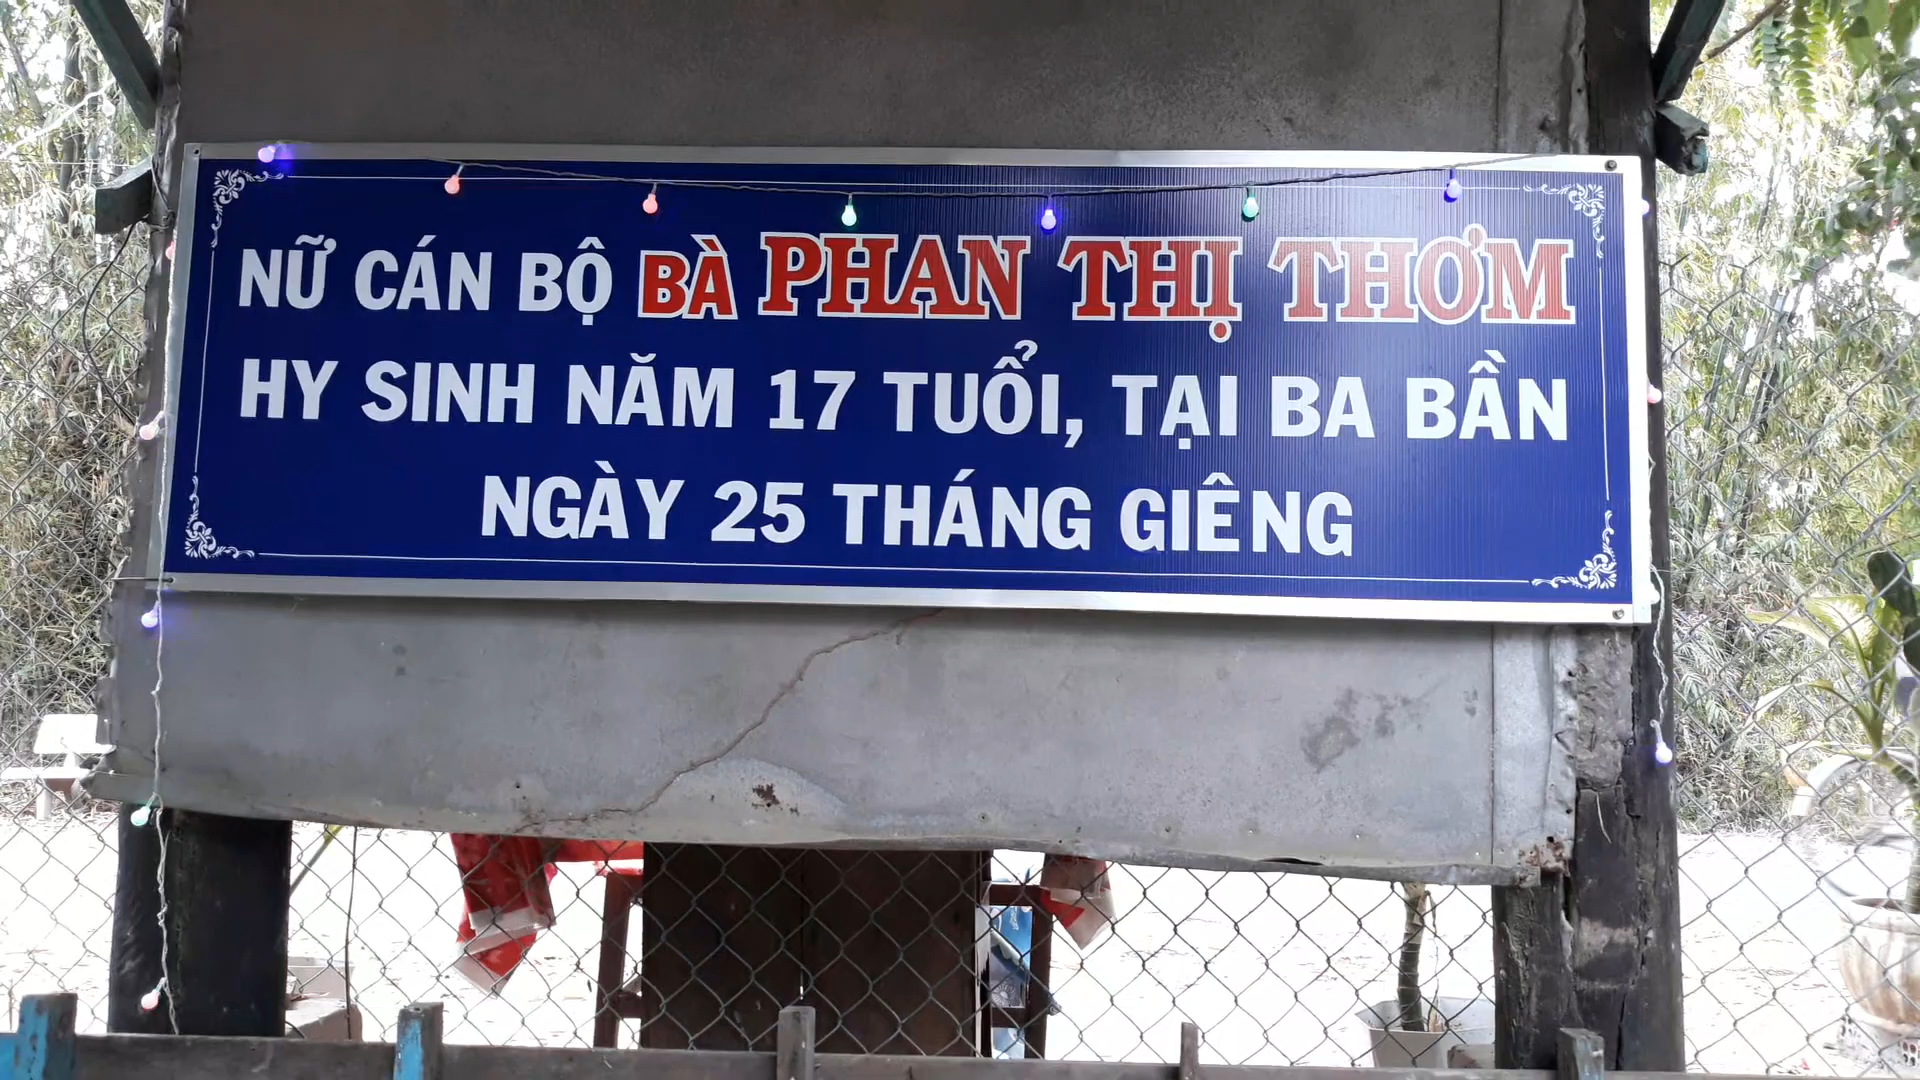 NỮ CÁN BỘ BÀ PHAN THỊ THƠM
HY SINH NĂM 17 TUỔI, TẠI BA BẦN
NGÀY 25 THÁNG GIÊNG